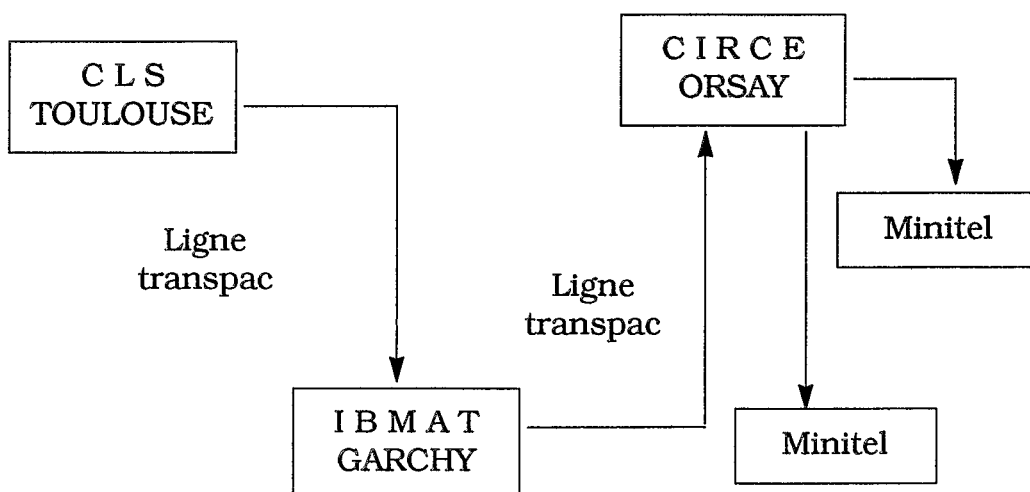 C L S
TOULOUSE
C I R C E
ORSAY
Minitel
Ligne
transpac
Ligne
transpac
I B M A T
GARCHY
Minitel